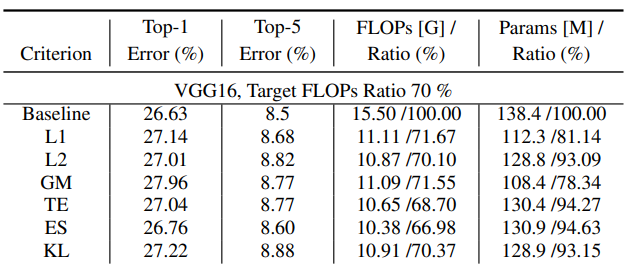 Top-1 Top-5 FLOPs [G] / Params [M] /
Criterion Error (%) Error (%) Ratio (%) Ratio (%)
VGG16, Target FLOPs Ratio 70 %
Baseline 26.63 8.5 15.50 /100.00 138.4 /100.00
L1 27.14 8.68 11.11 /71.67 112.3 /81.14
L2 27.01 8.82 10.87 /70.10 128.8 /93.09
GM 27.96 8.77 11.09 /71.55 108.4 /78.34
TE 27.04 8.77 10.65 /68.70 130.4 /94.27
ES 26.76 8.60 10.38 /66.98 130.9 /94.63
KL 27.22 8.88 10.91 /70.37 128.9 /93.15